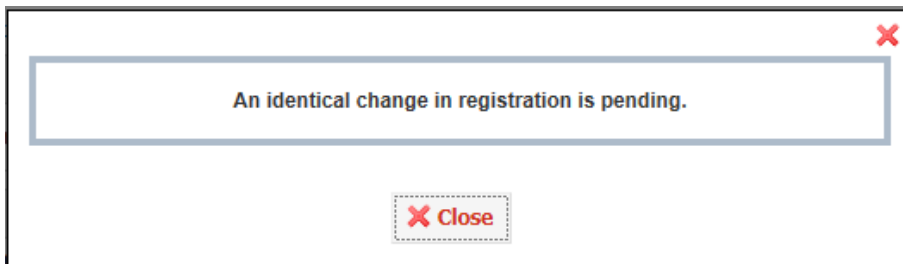 An identical change in registration is pending.
Close